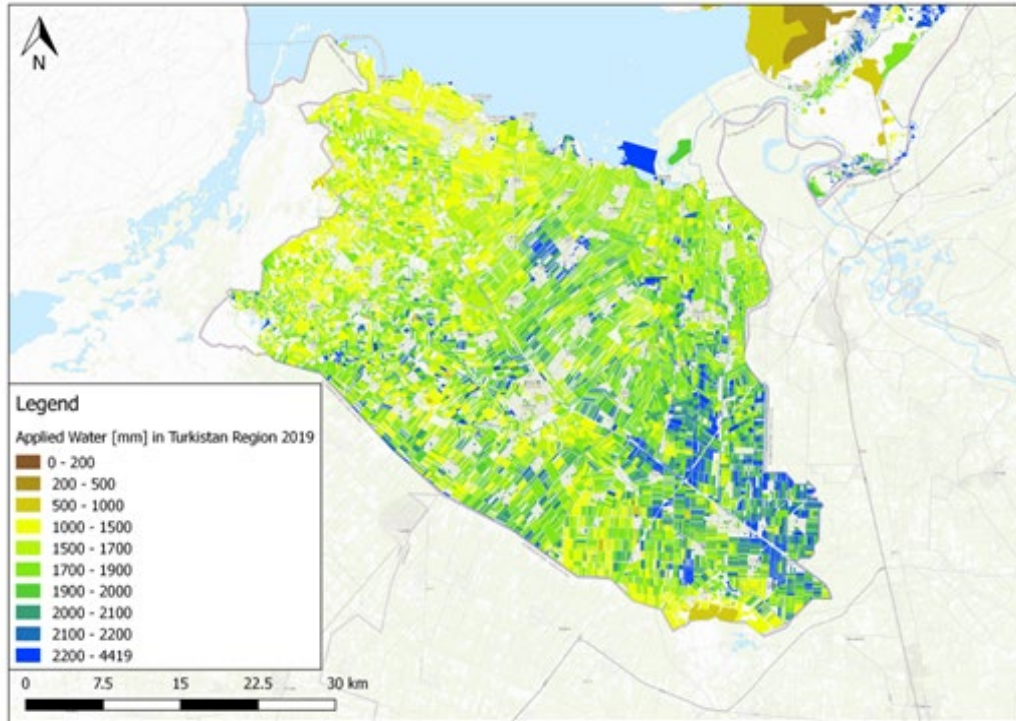 N
Legend
Applied Water [mm] in Turkistan Region 2019
0 - 200
200 - 500
500 - 1000
1000 - 1500
1500 - 1700
1700 - 1900
1900 - 2000
2000 - 2100
2100 - 2200
2200 - 4419
0 7.5 15 22.5 30 km